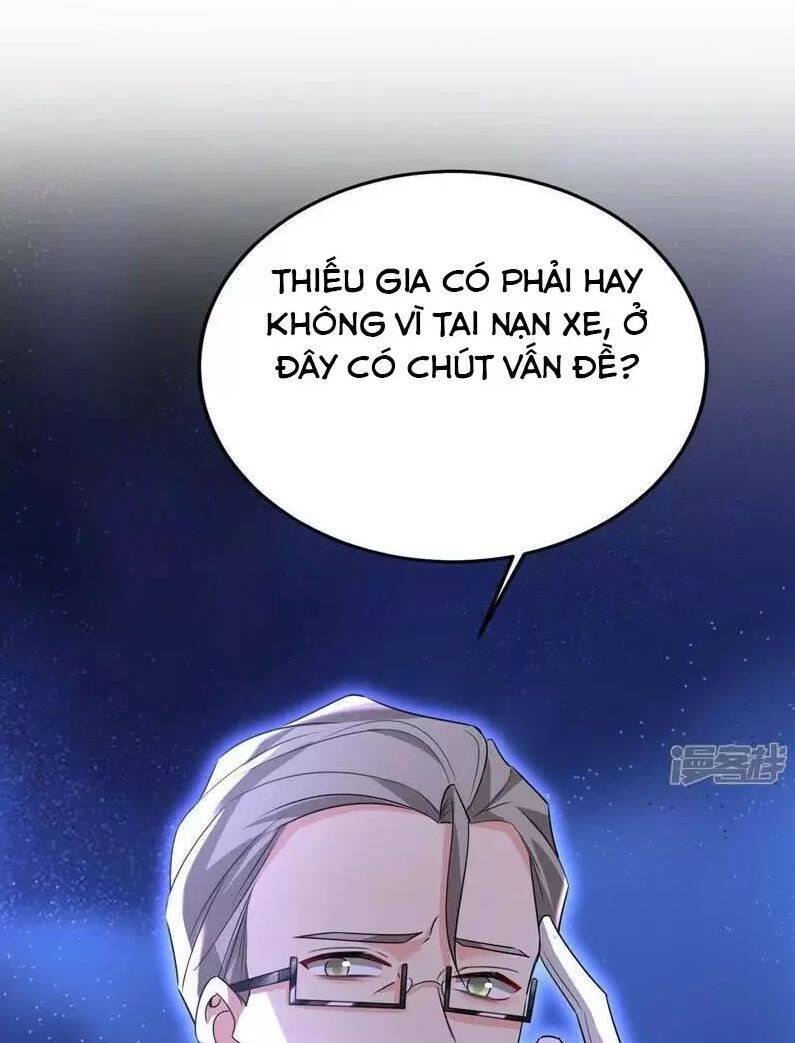 THIẾU GIA CÓ PHẢI HAY
KHÔNG VÌ TAI NẠN XE, Ở
ĐÂY CÓ CHÚT VẤN ĐỀ?
漫客栈